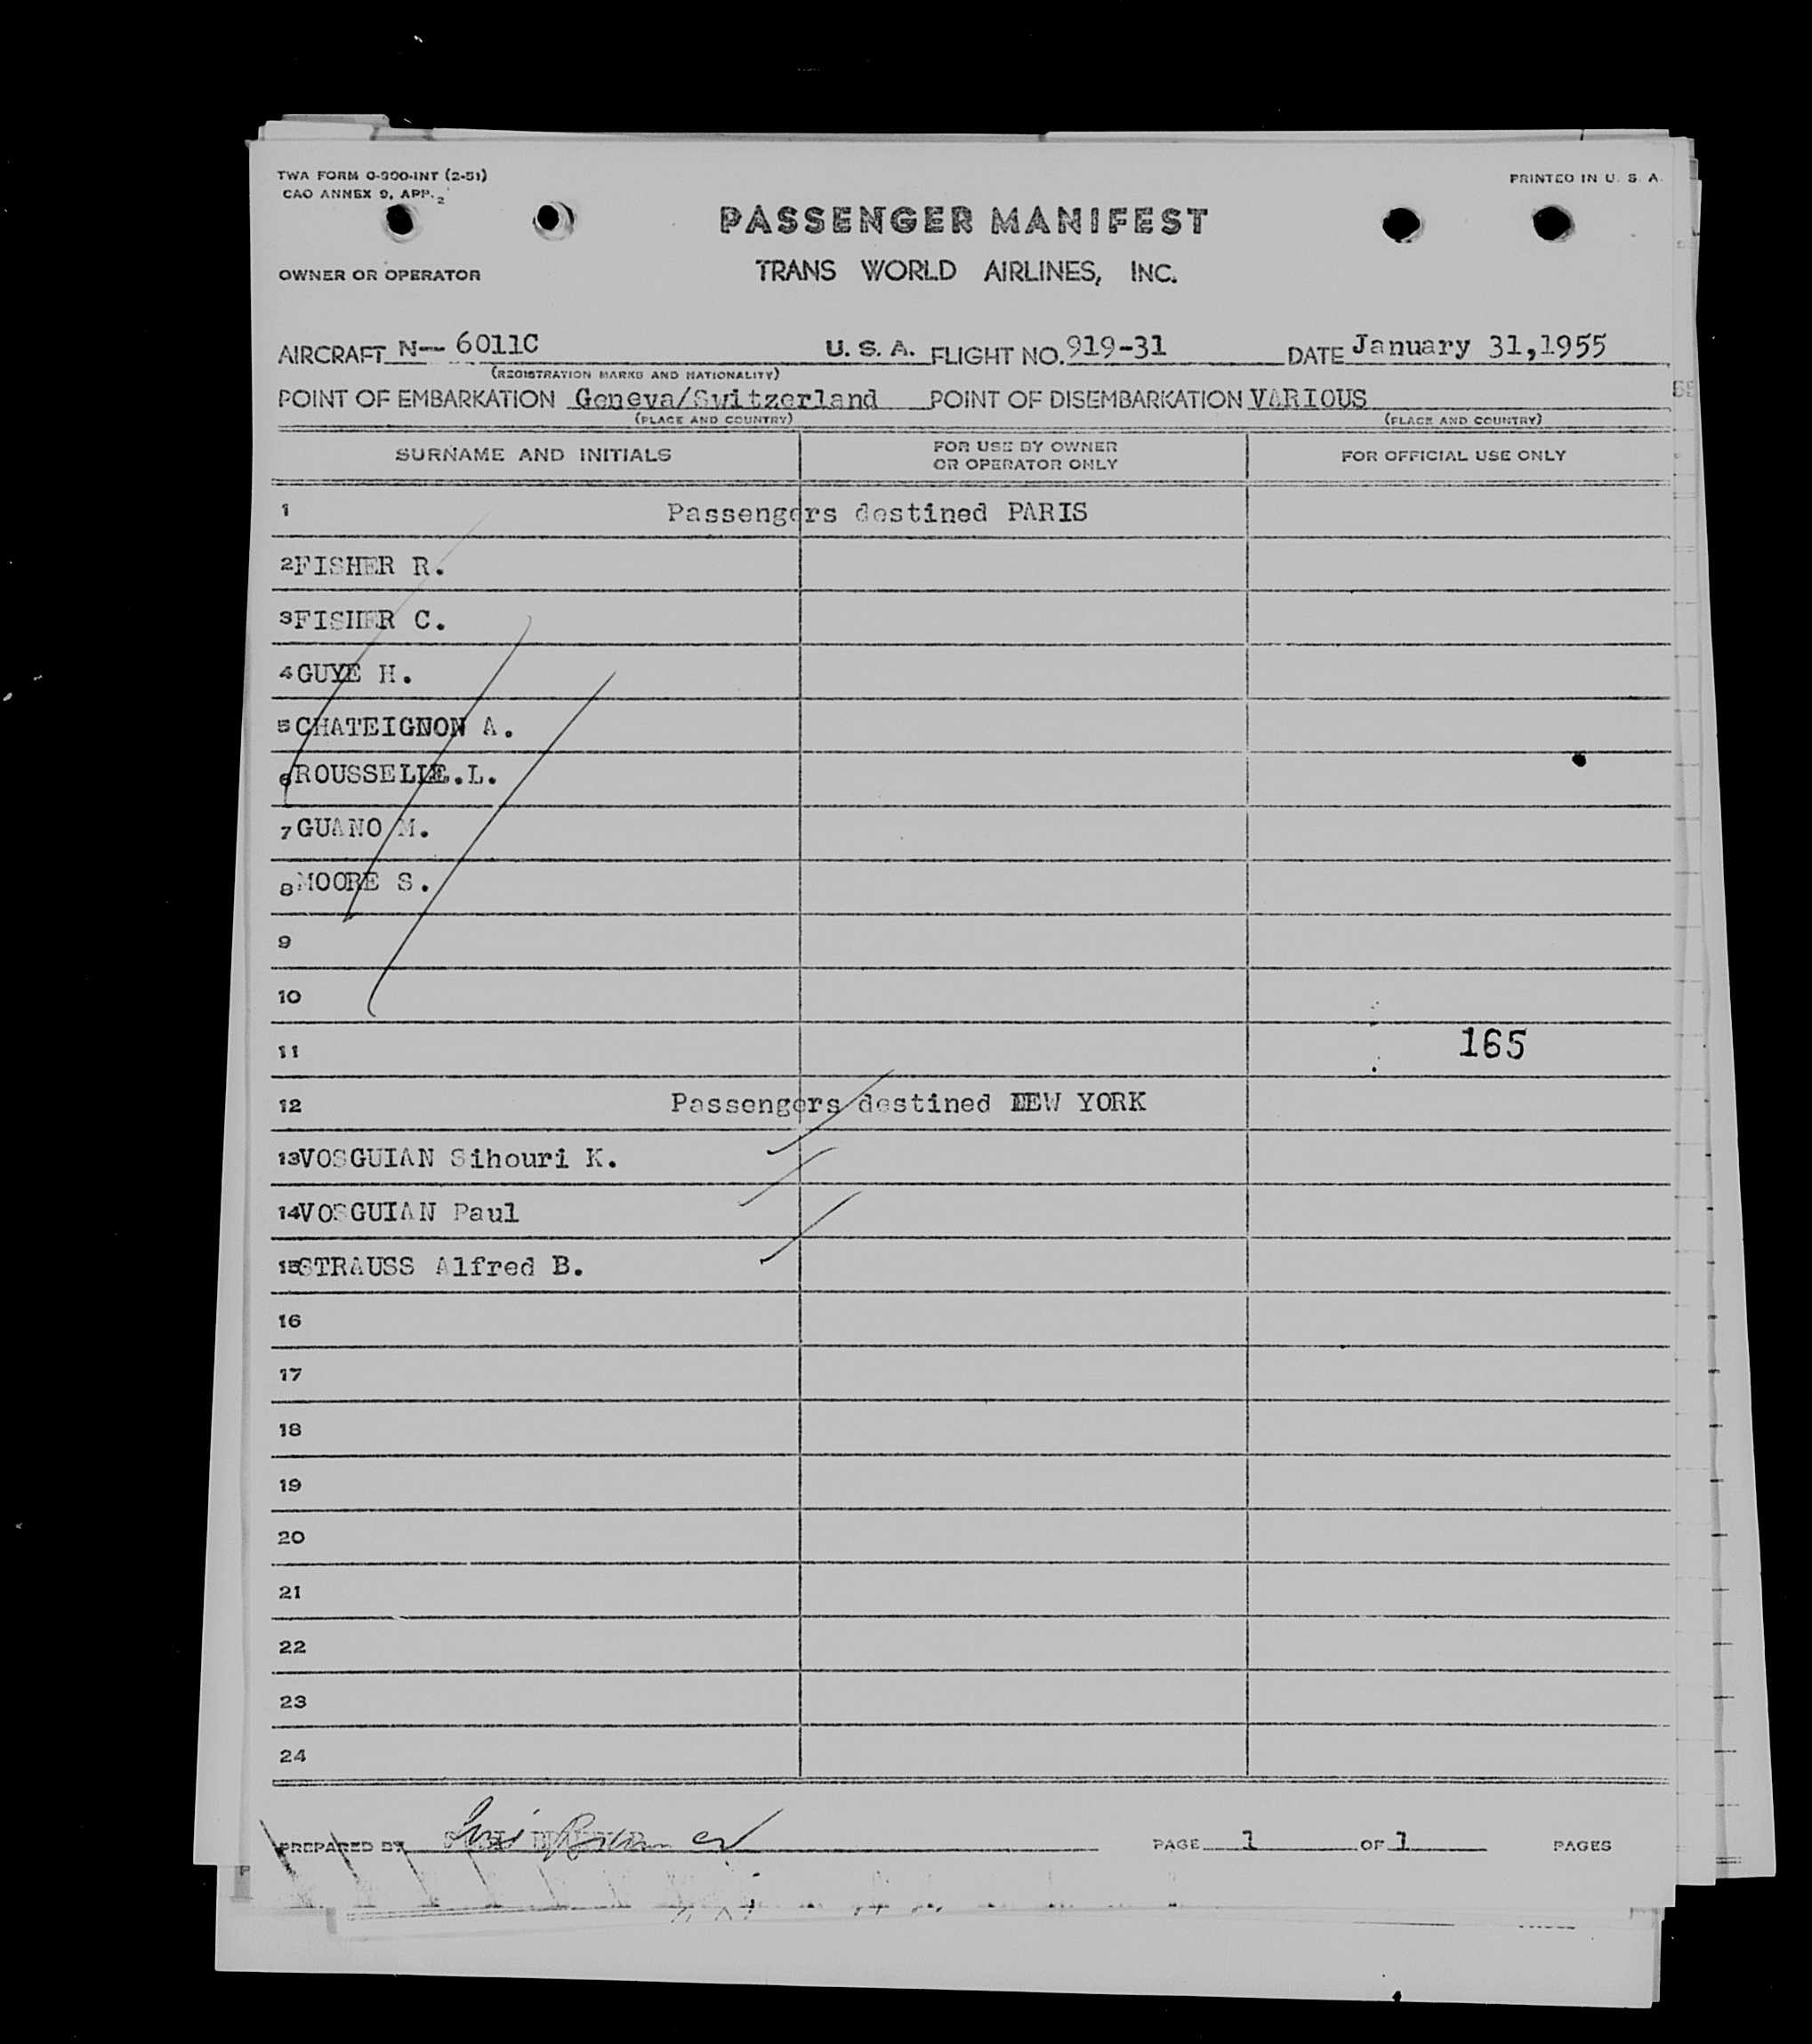 TWA FORM 0-900-INT (2-51)
CAO ANNEX 9, APP. 2
PRINTED IN U. S. A.
PASSENGER MANIFEST
OWNER OR OPERATOR
TRANS WORLD AIRLINES, INC.
AIRCRAFT N- 6011C U. S. A. FLIGHT NO. 919-31 DATE January 31,1955
(REGISTRATION MARKS AND NATIONALITY)
POINT OF EMBARKATION Geneva/Switzerland POINT OF DISEMBARKATION VARIOUS
(PLACE AND COUNTRY) (PLACE AND COUNTRY)
SURNAME AND INITIALS FOR USE BY OWNER OR OPERATOR ONLY FOR OFFICIAL USE ONLY
1 Passengers destined PARIS
2 FISHER R.
3 FISHER C.
4 GUYE H.
5 CHATEIGNON A.
6 ROUSSELLE.L.
7 GUANO M.
8 MOORE S.
9
10
11 165
12 Passengers destined NEW YORK
13 VOSGUIAN Sihouri K.
14 VOSGUIAN Paul
15 STRAUSS Alfred B.
16
17
18
19
20
21
22
23
24
PREPARED BY PAGE 1 OF 1 PAGES